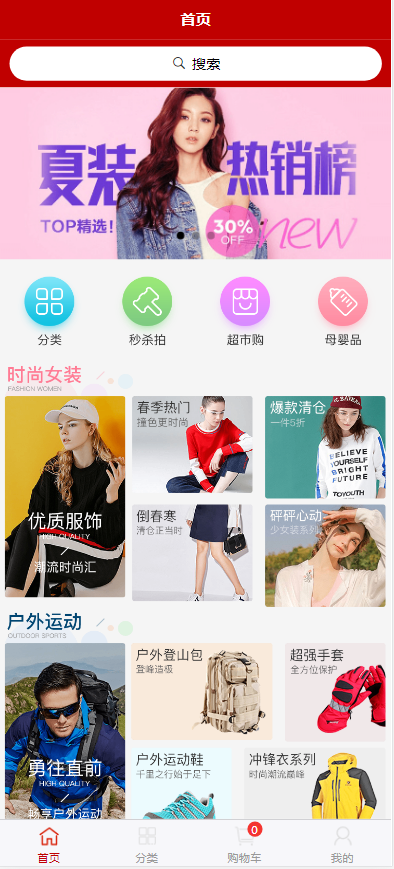 首页
搜索
夏装 热销榜
TOP精选!
30%
OFF
new
分类
秒杀拍
超市购
母婴品
时尚女装
FASHION WOMEN
春季热门
撞色更时尚
爆款清仓
一件5折
BELIEVE
YOURSELF
BRIGHT
FUTURE
TOYOUTH
优质服饰
HIGH QUALITY
潮流时尚汇
倒春寒
清仓正当时
砰砰心动
少女装系列
户外运动
OUTDOOR SPORTS
户外登山包
登峰造极
超强手套
全方位保护
勇往直前
HIGH QUALITY
畅享户外运动
户外运动鞋
千里之行始于足下
冲锋衣系列
时尚潮流巅峰
首页
分类
0
购物车
我的